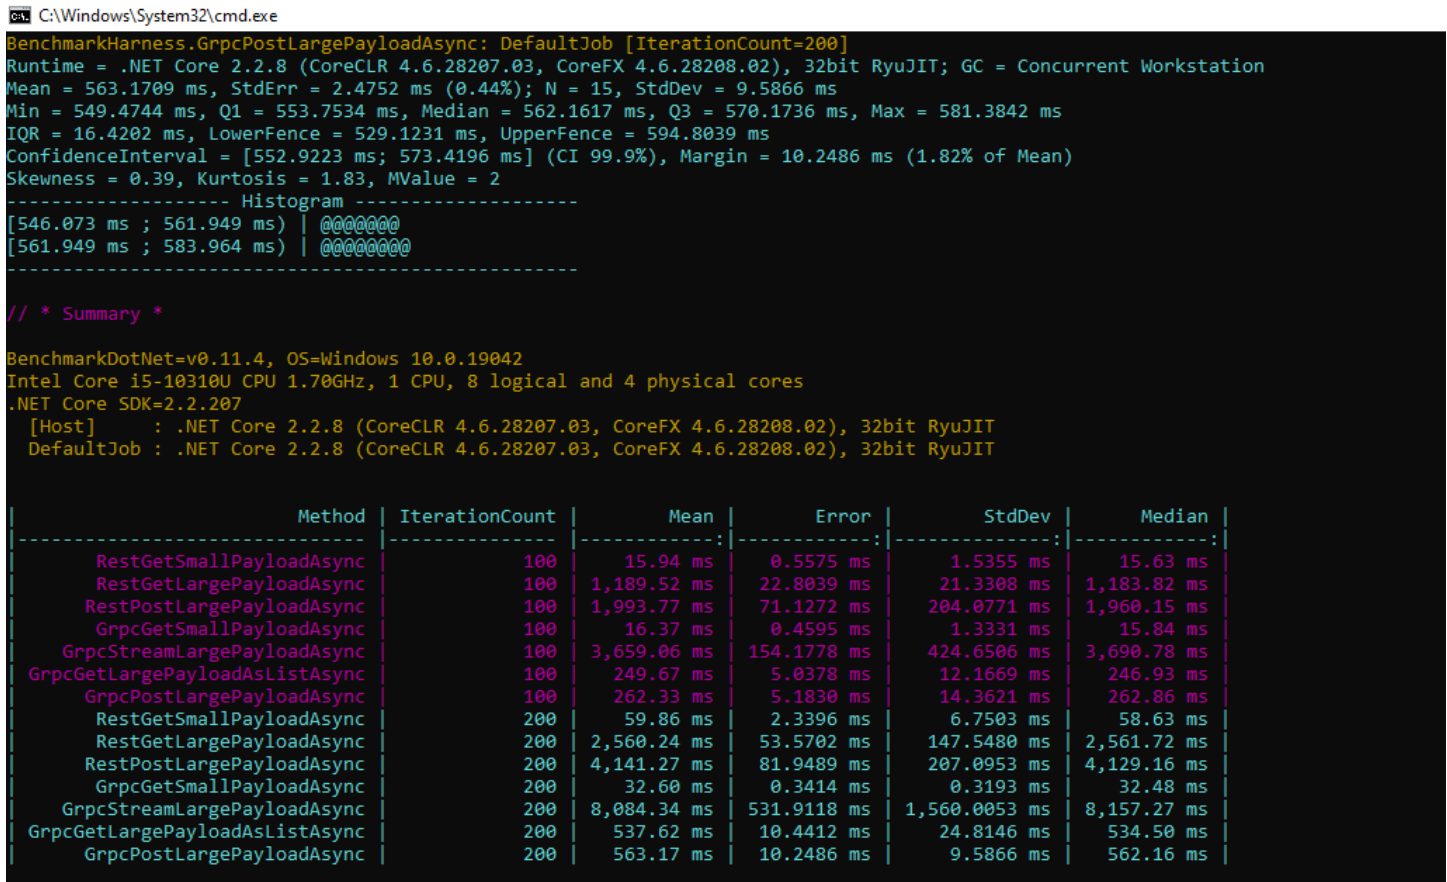 C:\Windows\System32\cmd.exe
BenchmarkHarness.GrpcPostLargePayloadAsync: DefaultJob [IterationCount=200]
Runtime = .NET Core 2.2.8 (CoreCLR 4.6.28207.03, CoreFX 4.6.28208.02), 32bit RyuJIT; GC = Concurrent Workstation
Mean = 563.1709 ms, StdErr = 2.4752 ms (0.44%); N = 15, StdDev = 9.5866 ms
Min = 549.4744 ms, Q1 = 553.7534 ms, Median = 562.1617 ms, Q3 = 570.1736 ms, Max = 581.3842 ms
IQR = 16.4202 ms, LowerFence = 529.1231 ms, UpperFence = 594.8039 ms
ConfidenceInterval = [552.9223 ms; 573.4196 ms] (CI 99.9%), Margin = 10.2486 ms (1.82% of Mean)
Skewness = 0.39, Kurtosis = 1.83, MValue = 2
-------------------- Histogram --------------------
[546.073 ms ; 561.949 ms) | @@@@@@@
[561.949 ms ; 583.964 ms) | @@@@@@@@
---------------------------------------------------
// * Summary *
BenchmarkDotNet=v0.11.4, OS=Windows 10.0.19042
Intel Core i5-10310U CPU 1.70GHz, 1 CPU, 8 logical and 4 physical cores
.NET Core SDK=2.2.207
[Host]     : .NET Core 2.2.8 (CoreCLR 4.6.28207.03, CoreFX 4.6.28208.02), 32bit RyuJIT
DefaultJob : .NET Core 2.2.8 (CoreCLR 4.6.28207.03, CoreFX 4.6.28208.02), 32bit RyuJIT
| Method | IterationCount | Mean | Error | StdDev | Median |
|------------------------------- |--------------- |------------:|------------:|--------------:|------------:|
| RestGetSmallPayloadAsync | 100 | 15.94 ms | 0.5575 ms | 1.5355 ms | 15.63 ms |
| RestGetLargePayloadAsync | 100 | 1,189.52 ms | 22.8039 ms | 21.3308 ms | 1,183.82 ms |
| RestPostLargePayloadAsync | 100 | 1,993.77 ms | 71.1272 ms | 204.0771 ms | 1,960.15 ms |
| GrpcGetSmallPayloadAsync | 100 | 16.37 ms | 0.4595 ms | 1.3331 ms | 15.84 ms |
| GrpcStreamLargePayloadAsync | 100 | 3,659.06 ms | 154.1778 ms | 424.6506 ms | 3,690.78 ms |
| GrpcGetLargePayloadAsListAsync | 100 | 249.67 ms | 5.0378 ms | 12.1669 ms | 246.93 ms |
| GrpcPostLargePayloadAsync | 100 | 262.33 ms | 5.1830 ms | 14.3621 ms | 262.86 ms |
| RestGetSmallPayloadAsync | 200 | 59.86 ms | 2.3396 ms | 6.7503 ms | 58.63 ms |
| RestGetLargePayloadAsync | 200 | 2,560.24 ms | 53.5702 ms | 147.5480 ms | 2,561.72 ms |
| RestPostLargePayloadAsync | 200 | 4,141.27 ms | 81.9489 ms | 207.0953 ms | 4,129.16 ms |
| GrpcGetSmallPayloadAsync | 200 | 32.60 ms | 0.3414 ms | 0.3193 ms | 32.48 ms |
| GrpcStreamLargePayloadAsync | 200 | 8,084.34 ms | 531.9118 ms | 1,560.0053 ms | 8,157.27 ms |
| GrpcGetLargePayloadAsListAsync | 200 | 537.62 ms | 10.4412 ms | 24.8146 ms | 534.50 ms |
| GrpcPostLargePayloadAsync | 200 | 563.17 ms | 10.2486 ms | 9.5866 ms | 562.16 ms |